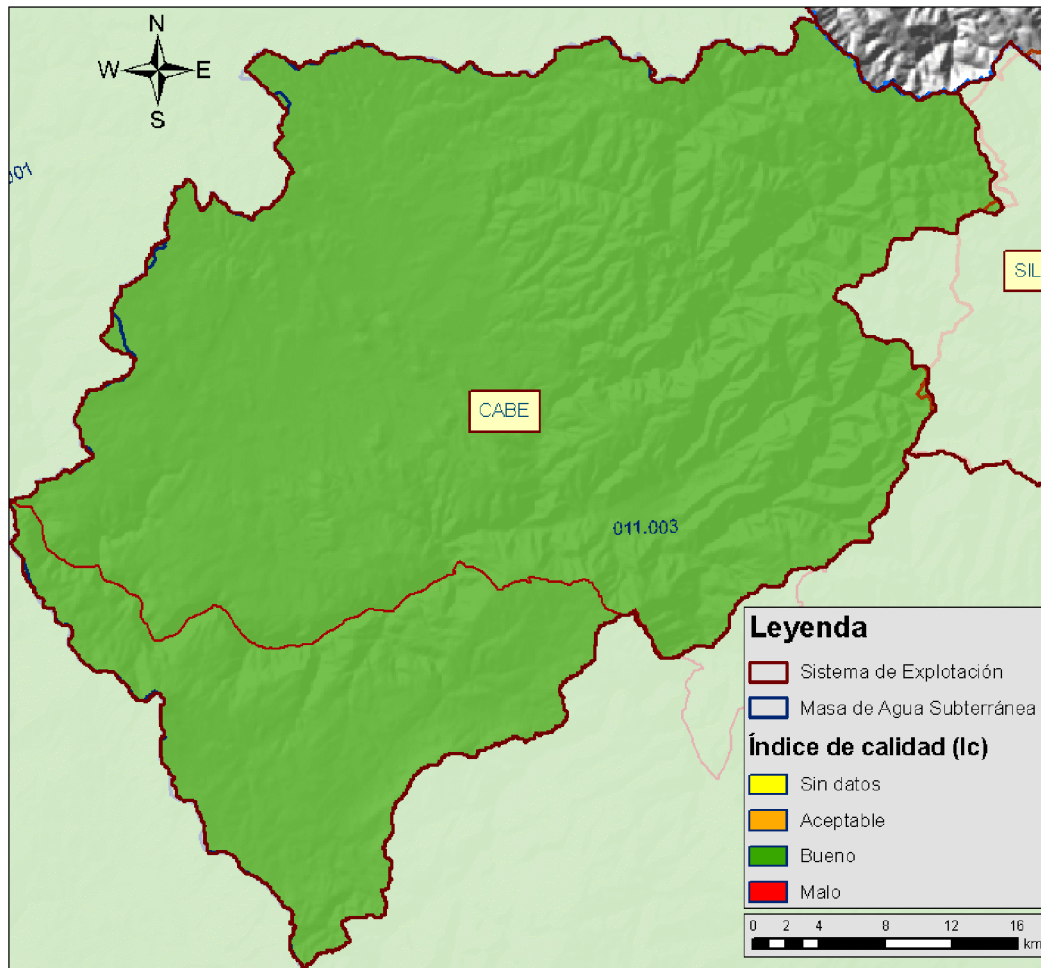 N
W E
S
001
SIL
CABE
011.003
Leyenda
Sistema de Explotación
Masa de Agua Subterránea
Índice de calidad (Ic)
Sin datos
Aceptable
Bueno
Malo
0 2 4 8 12 16
km